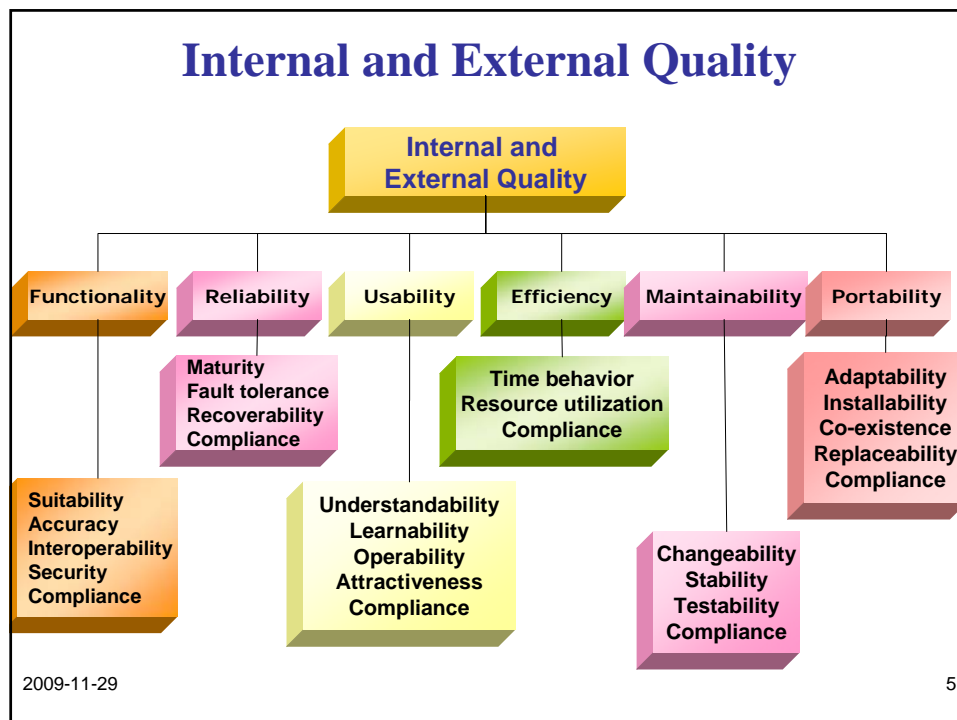 Internal and External Quality
Internal and
External Quality
Functionality
Reliability
Usability
Efficiency
Maintainability
Portability
Maturity
Fault tolerance
Recoverability
Compliance
Time behavior
Resource utilization
Compliance
Adaptability
Installability
Co-existence
Replaceability
Compliance
Suitability
Accuracy
Interoperability
Security
Compliance
Understandability
Learnability
Operability
Attractiveness
Compliance
Changeability
Stability
Testability
Compliance
2009-11-29
5